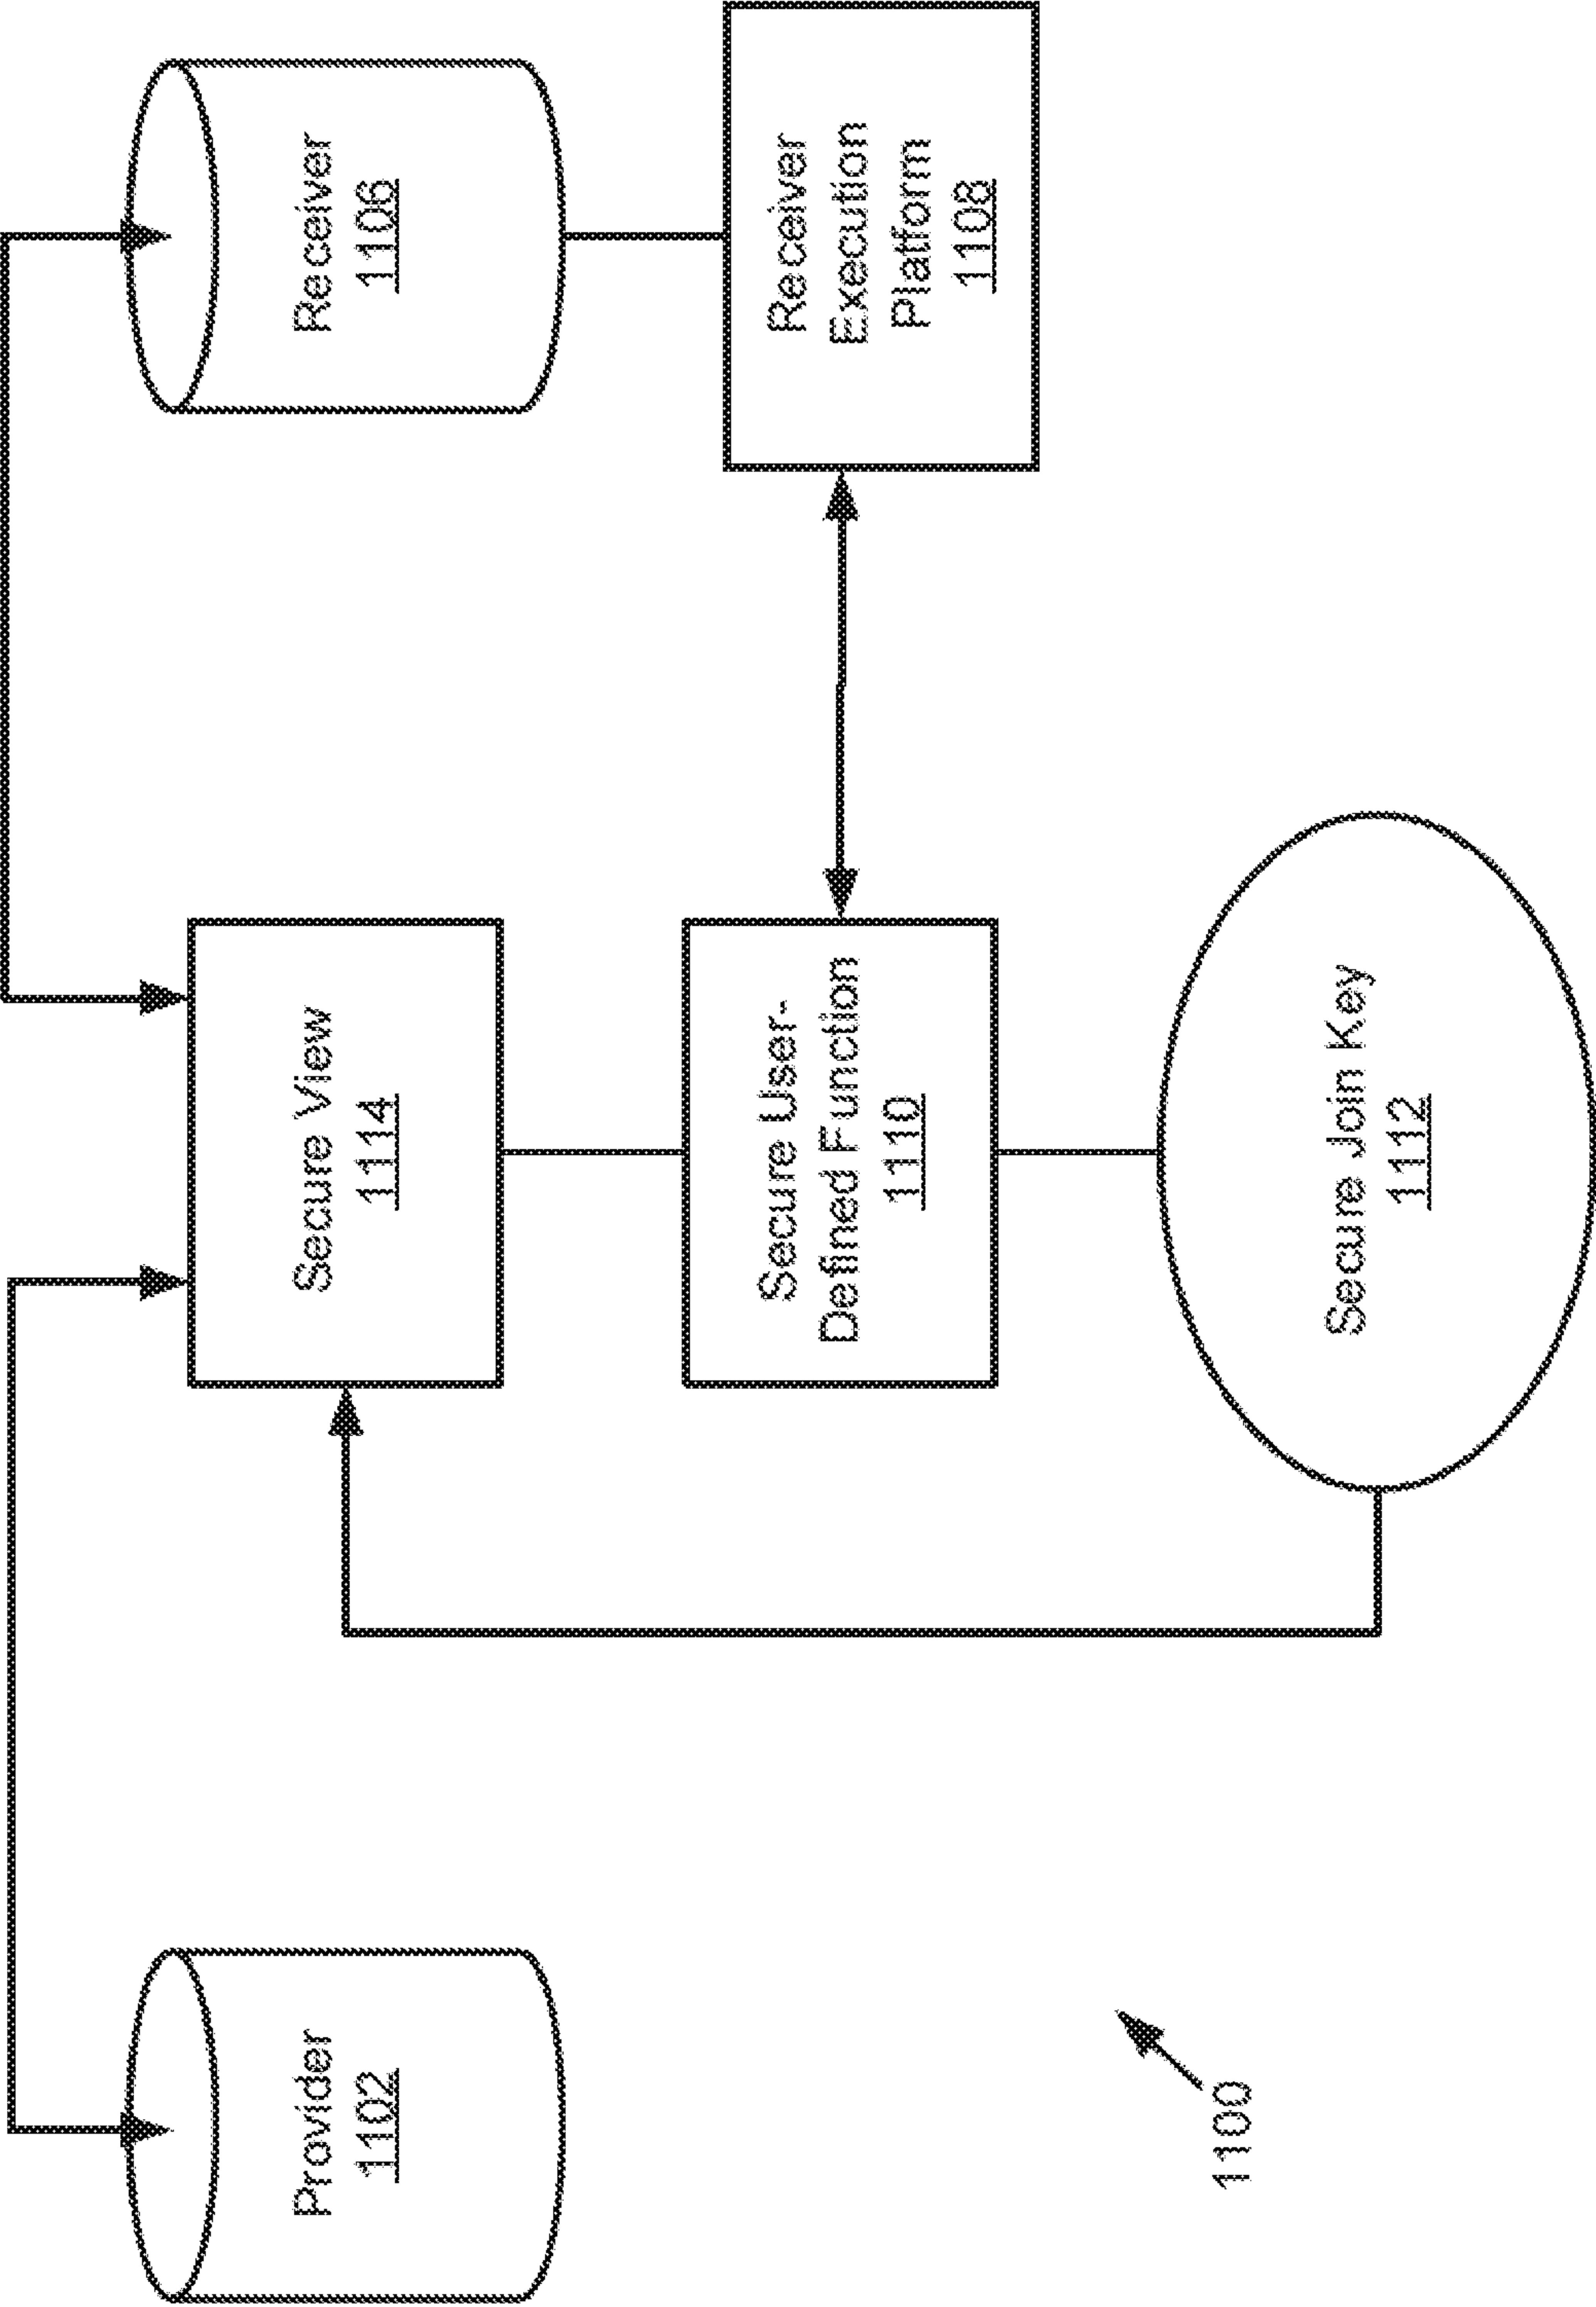 Provider
1102
Secure View
1114
Receiver
1106
Secure User-
Defined Function
1110
Receiver
Execution
Platform
1108
Secure Join Key
1112
1100